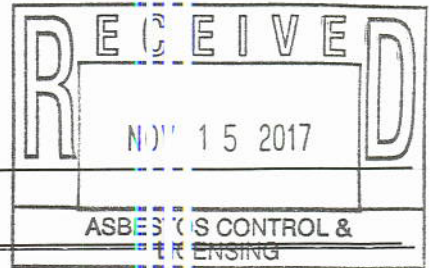 RECEIVED
NOV 15 2017
ASBESTOS CONTROL &
LICENSING